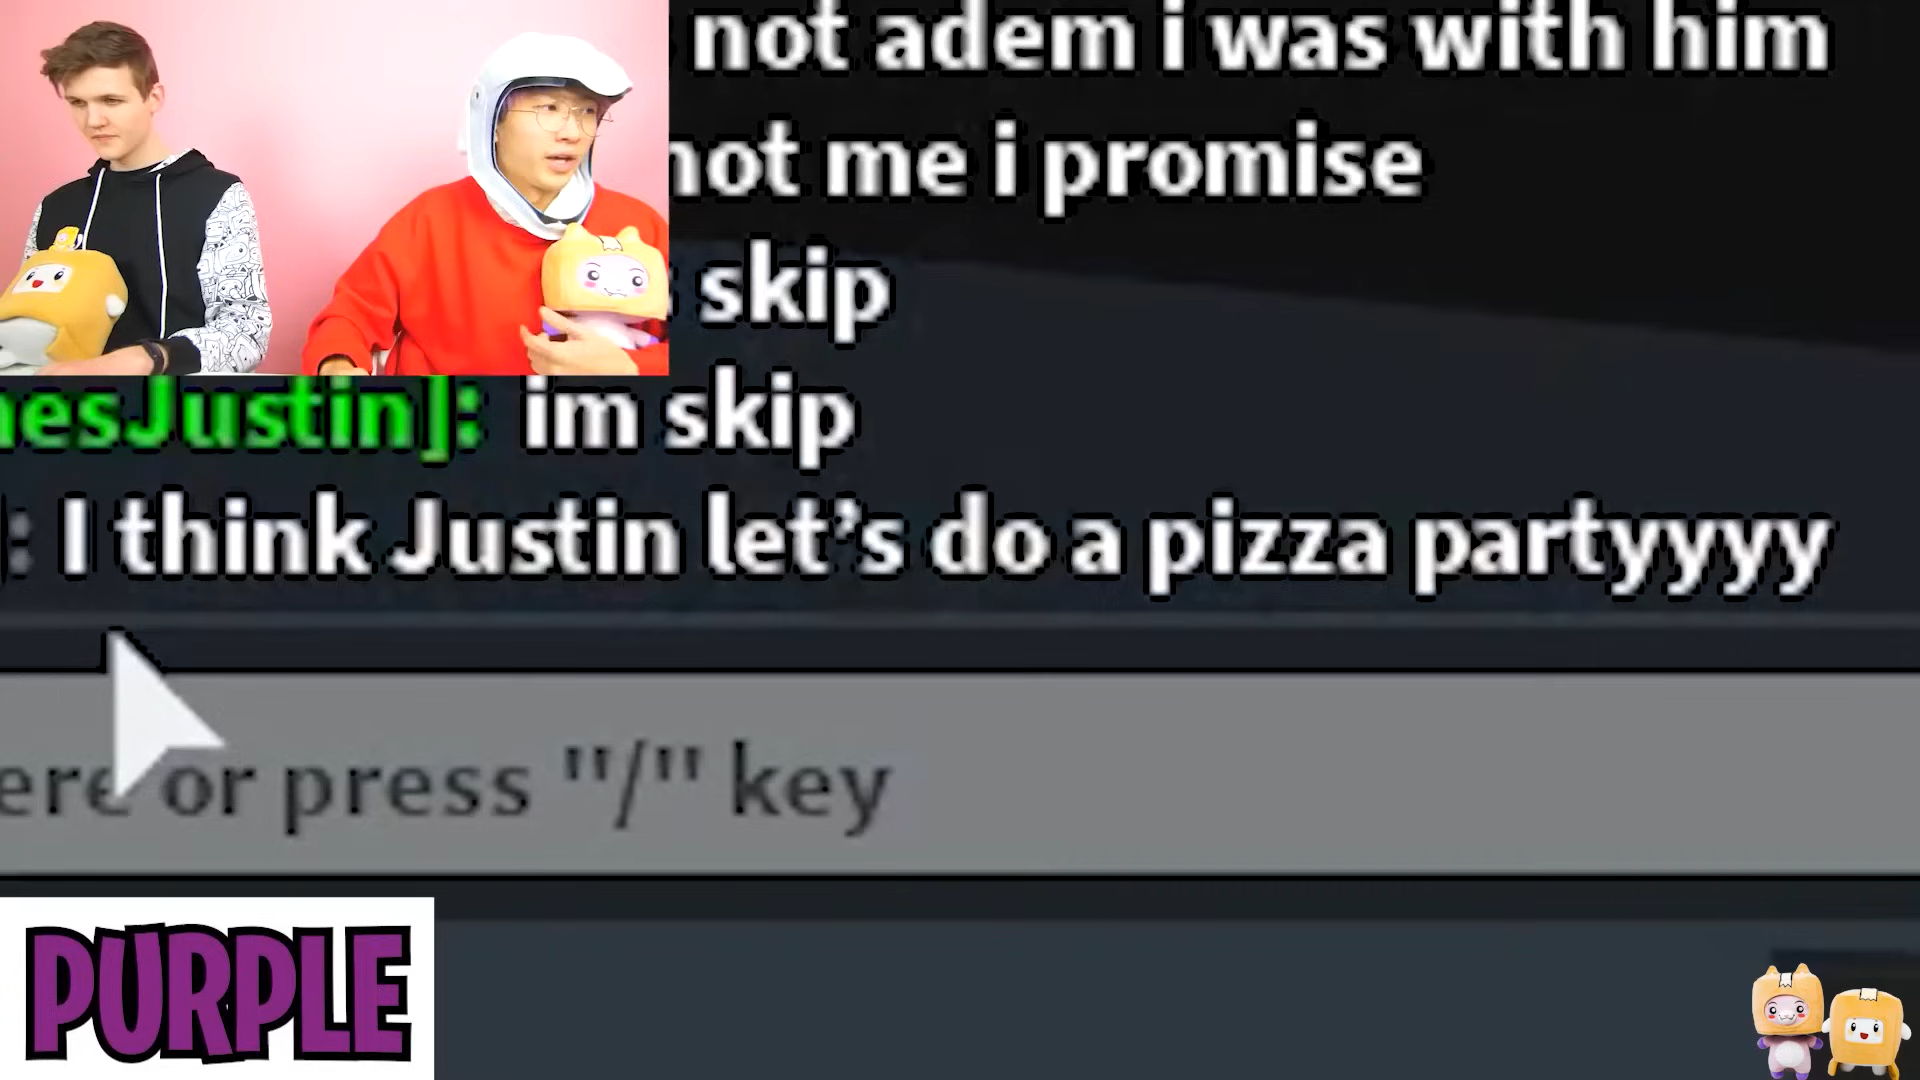 not adem i was with him
not me i promise
skip
nesJustin]: im skip
: I think Justin let's do a pizza partyyyy
ere or press "/" key
PURPLE